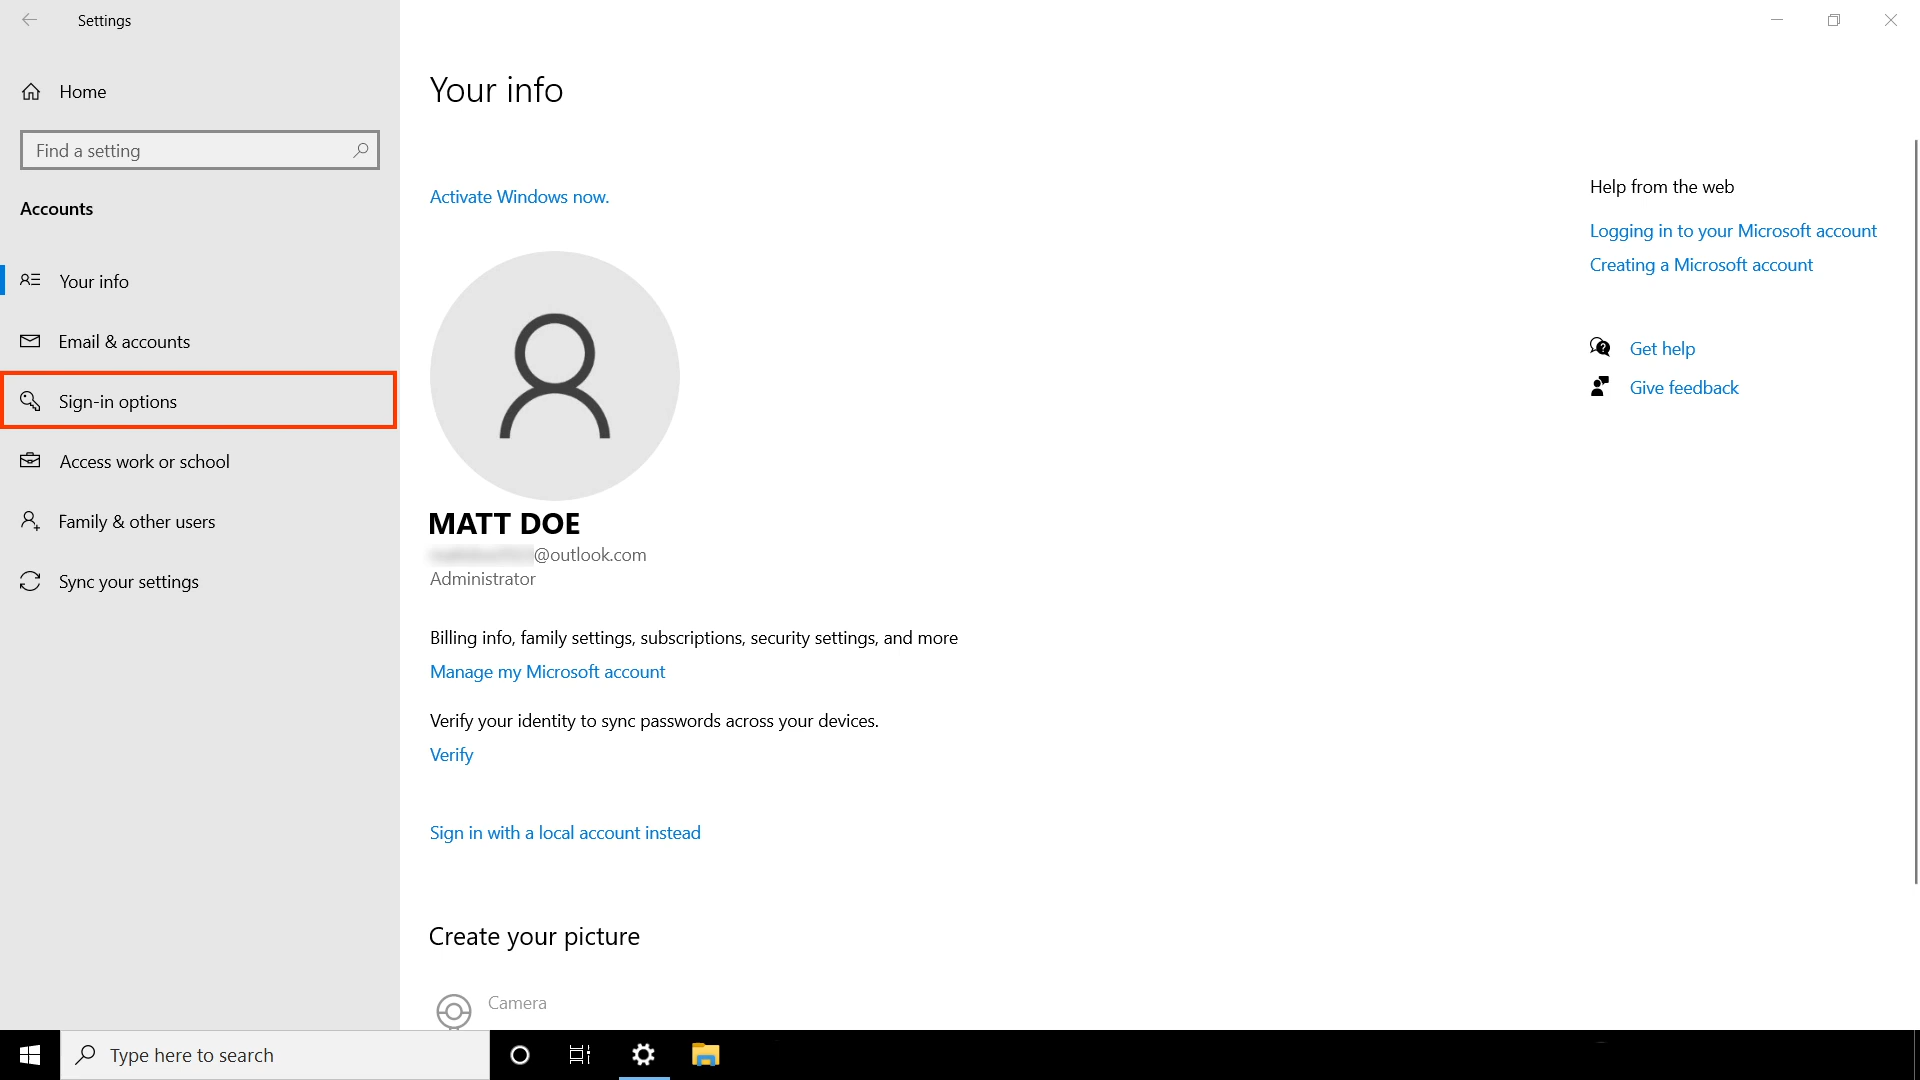 Settings
Home
Find a setting
Accounts
Your info
Email & accounts
Sign-in options
Access work or school
Family & other users
Sync your settings
Your info
Activate Windows now.
MATT DOE
@outlook.com
Administrator
Billing info, family settings, subscriptions, security settings, and more
Manage my Microsoft account
Verify your identity to sync passwords across your devices.
Verify
Sign in with a local account instead
Create your picture
Camera
Help from the web
Logging in to your Microsoft account
Creating a Microsoft account
Get help
Give feedback
Type here to search